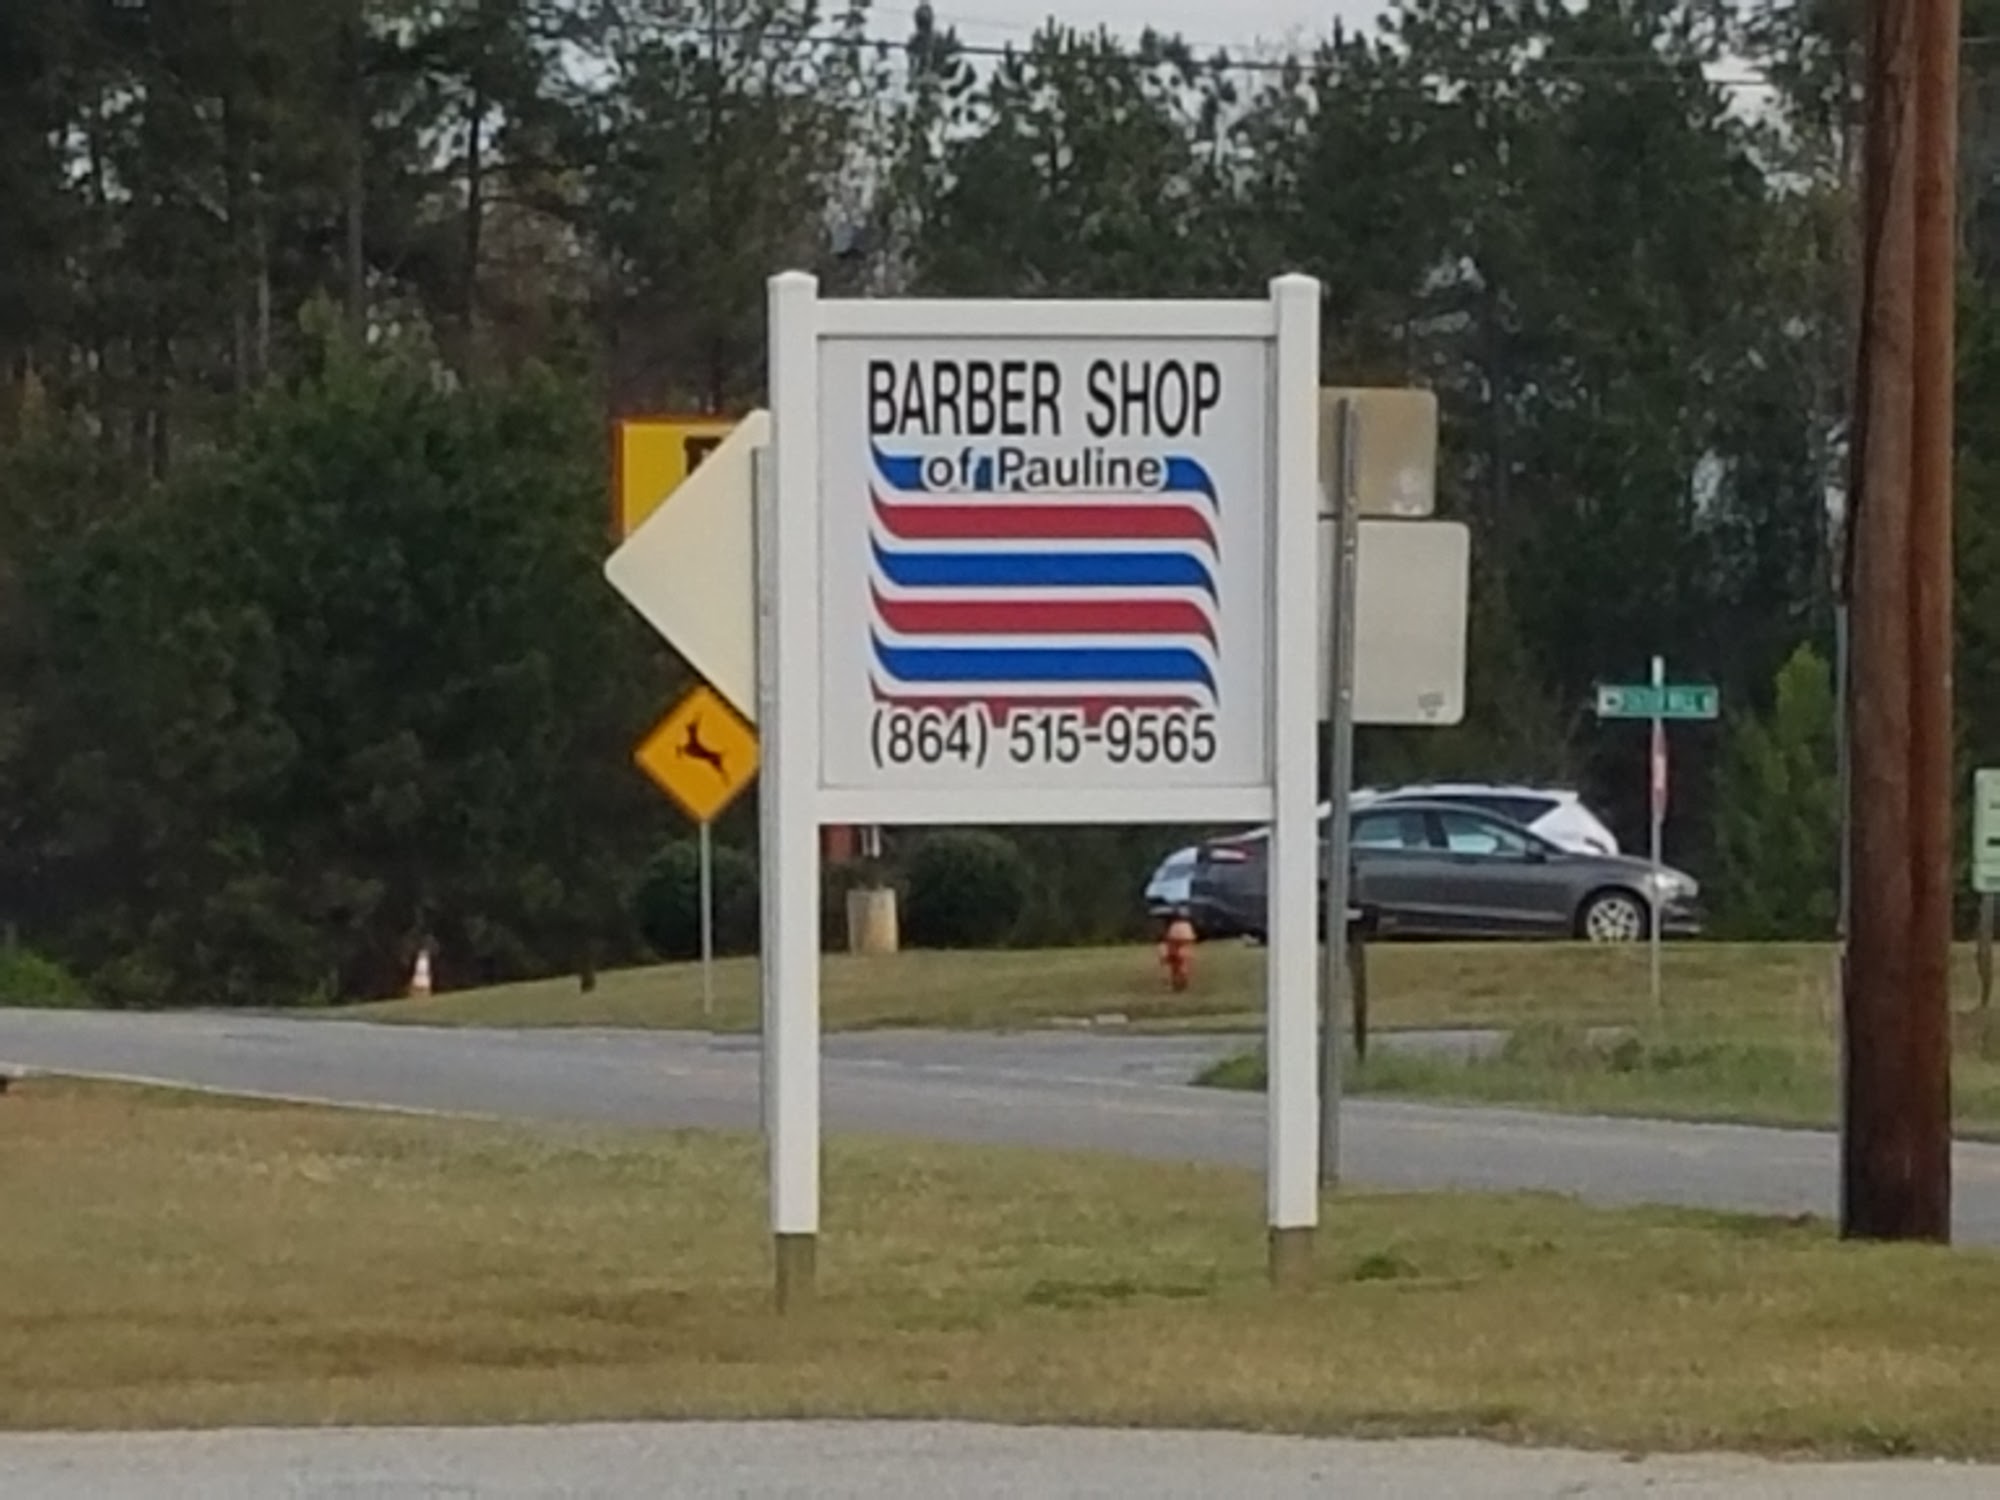 BARBER SHOP
of Pauline
(864) 515-9565